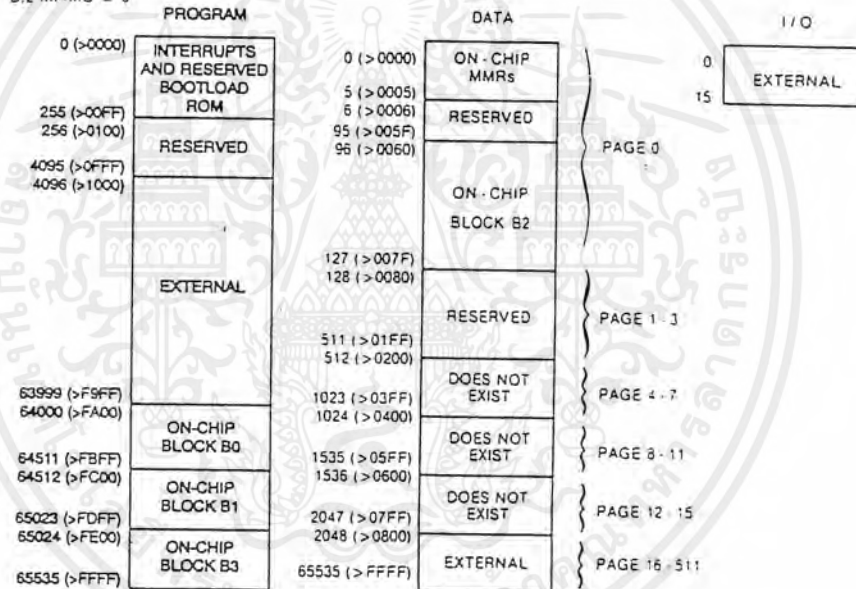 PROGRAM
0 (>0000)
INTERRUPTS
AND RESERVED
BOOTLOAD
ROM
255 (>00FF)
256 (>0100)
RESERVED
4095 (>0FFF)
4096 (>1000)
EXTERNAL
63999 (>F9FF)
64000 (>FA00)
ON-CHIP
BLOCK B0
64511 (>FBFF)
64512 (>FC00)
ON-CHIP
BLOCK B1
65023 (>FDFF)
65024 (>FE00)
ON-CHIP
BLOCK B3
65535 (>FFFF)
DATA
0 (>0000)
ON - CHIP
MMRs
5 (>0005)
6 (>0006)
RESERVED
95 (>005F)
96 (>0060)
ON - CHIP
BLOCK B2
127 (>007F)
128 (>0080)
RESERVED
511 (>01FF)
512 (>0200)
DOES NOT
EXIST
1023 (>03FF)
1024 (>0400)
DOES NOT
EXIST
1535 (>05FF)
1536 (>0600)
DOES NOT
EXIST
2047 (>07FF)
2048 (>0800)
EXTERNAL
65535 (>FFFF)
PAGE 0
PAGE 1 - 3
PAGE 4 - 7
PAGE 8 - 11
PAGE 12 - 15
PAGE 16 - 511
I / O
0
EXTERNAL
15